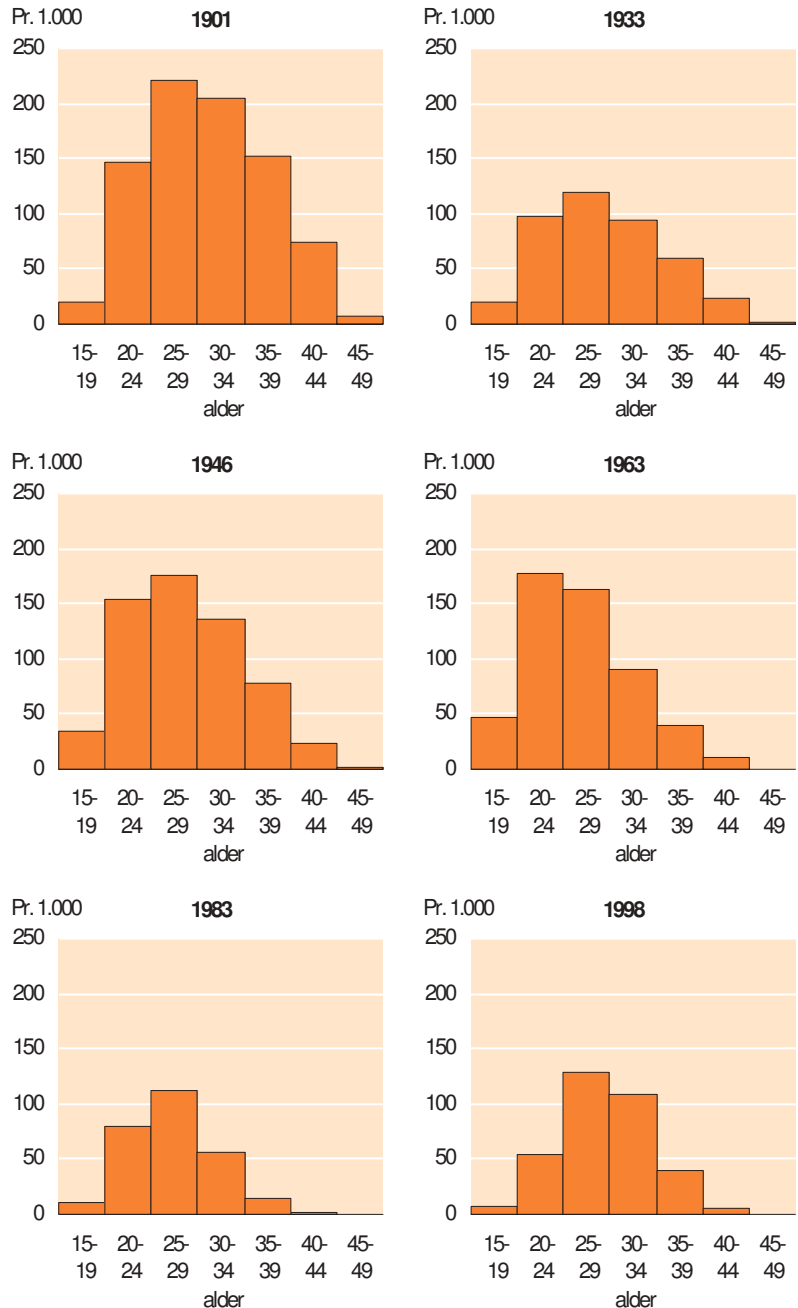 Pr. 1.000 1901
250
200
150
100
50
0
15- 20- 25- 30- 35- 40- 45-
19 24 29 34 39 44 49
alder
Pr. 1.000 1933
250
200
150
100
50
0
15- 20- 25- 30- 35- 40- 45-
19 24 29 34 39 44 49
alder
Pr. 1.000 1946
250
200
150
100
50
0
15- 20- 25- 30- 35- 40- 45-
19 24 29 34 39 44 49
alder
Pr. 1.000 1963
250
200
150
100
50
0
15- 20- 25- 30- 35- 40- 45-
19 24 29 34 39 44 49
alder
Pr. 1.000 1983
250
200
150
100
50
0
15- 20- 25- 30- 35- 40- 45-
19 24 29 34 39 44 49
alder
Pr. 1.000 1998
250
200
150
100
50
0
15- 20- 25- 30- 35- 40- 45-
19 24 29 34 39 44 49
alder